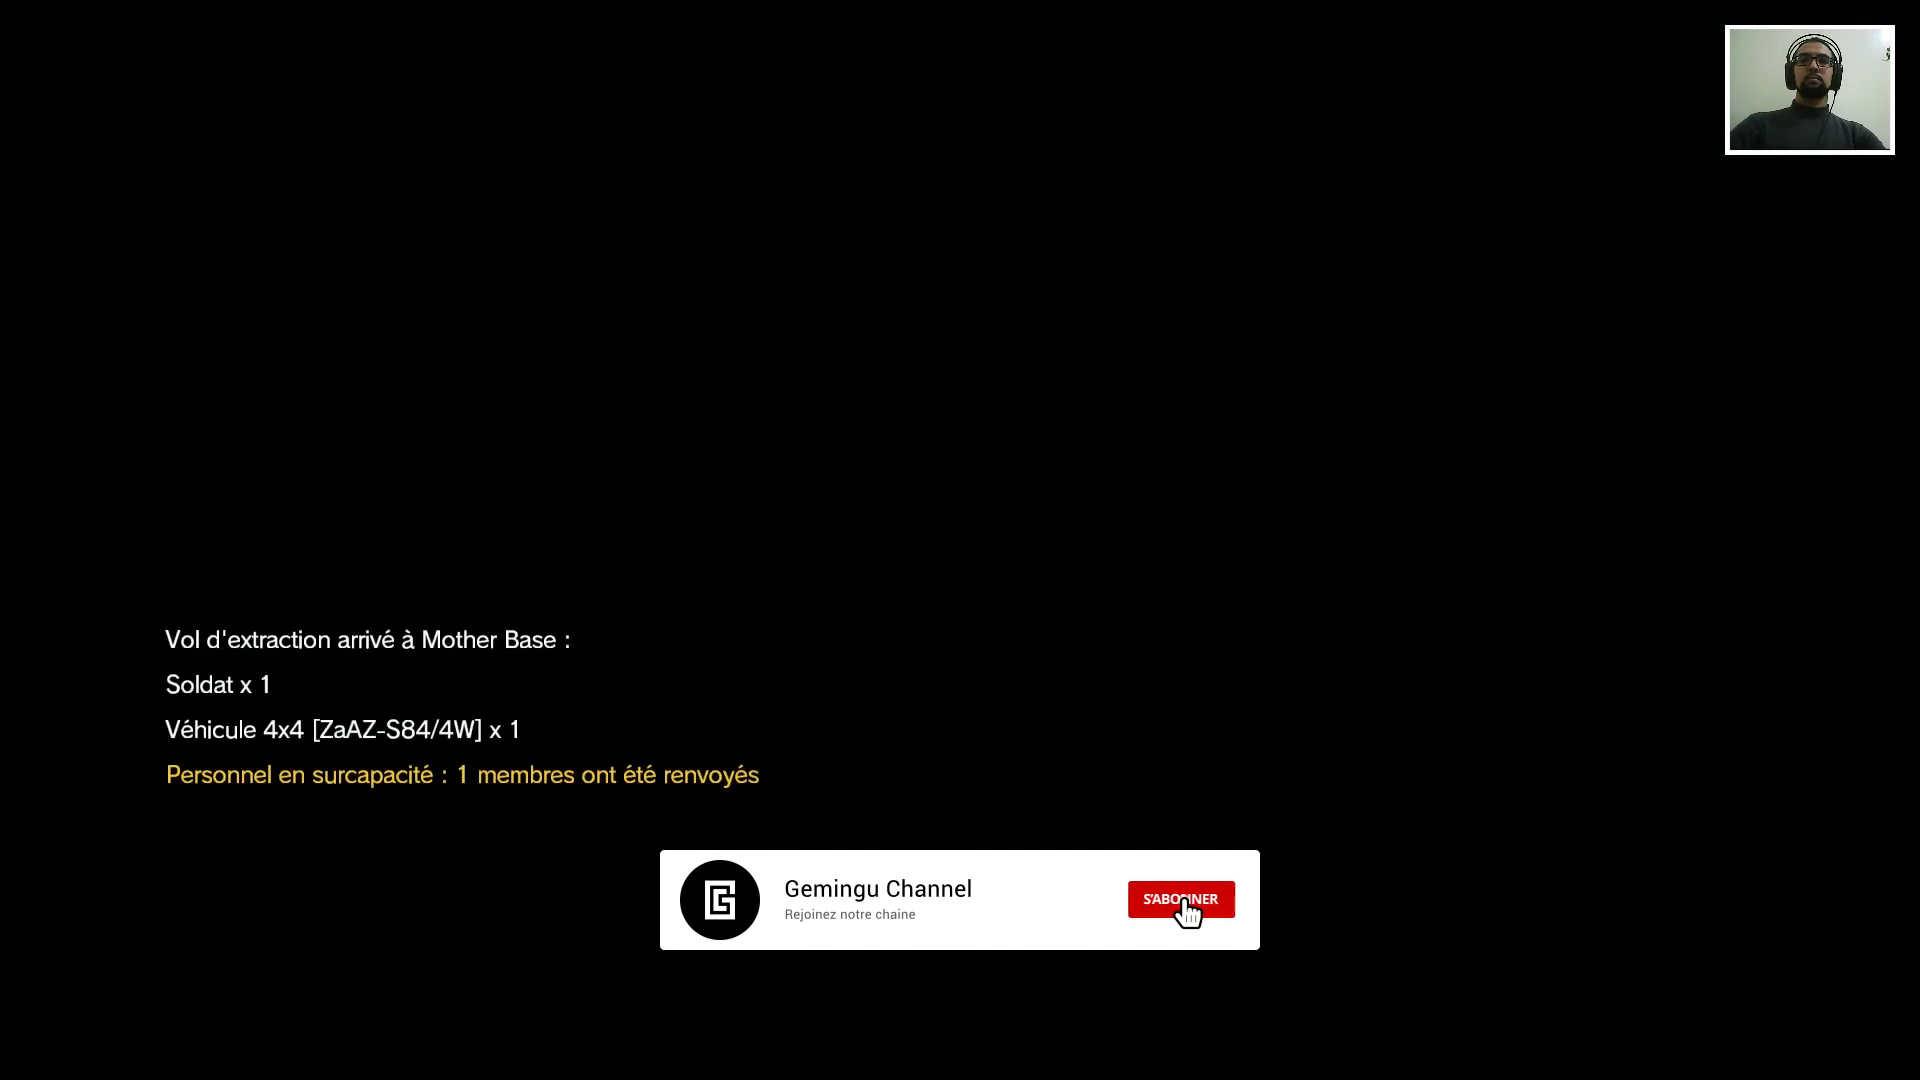 Vol d'extraction arrivé à Mother Base :
Soldat x 1
Véhicule 4x4 [ZaAZ-S84/4W] x 1
Personnel en surcapacité : 1 membres ont été renvoyés
Gemingu Channel
Rejoinez notre chaine
S'ABONNER